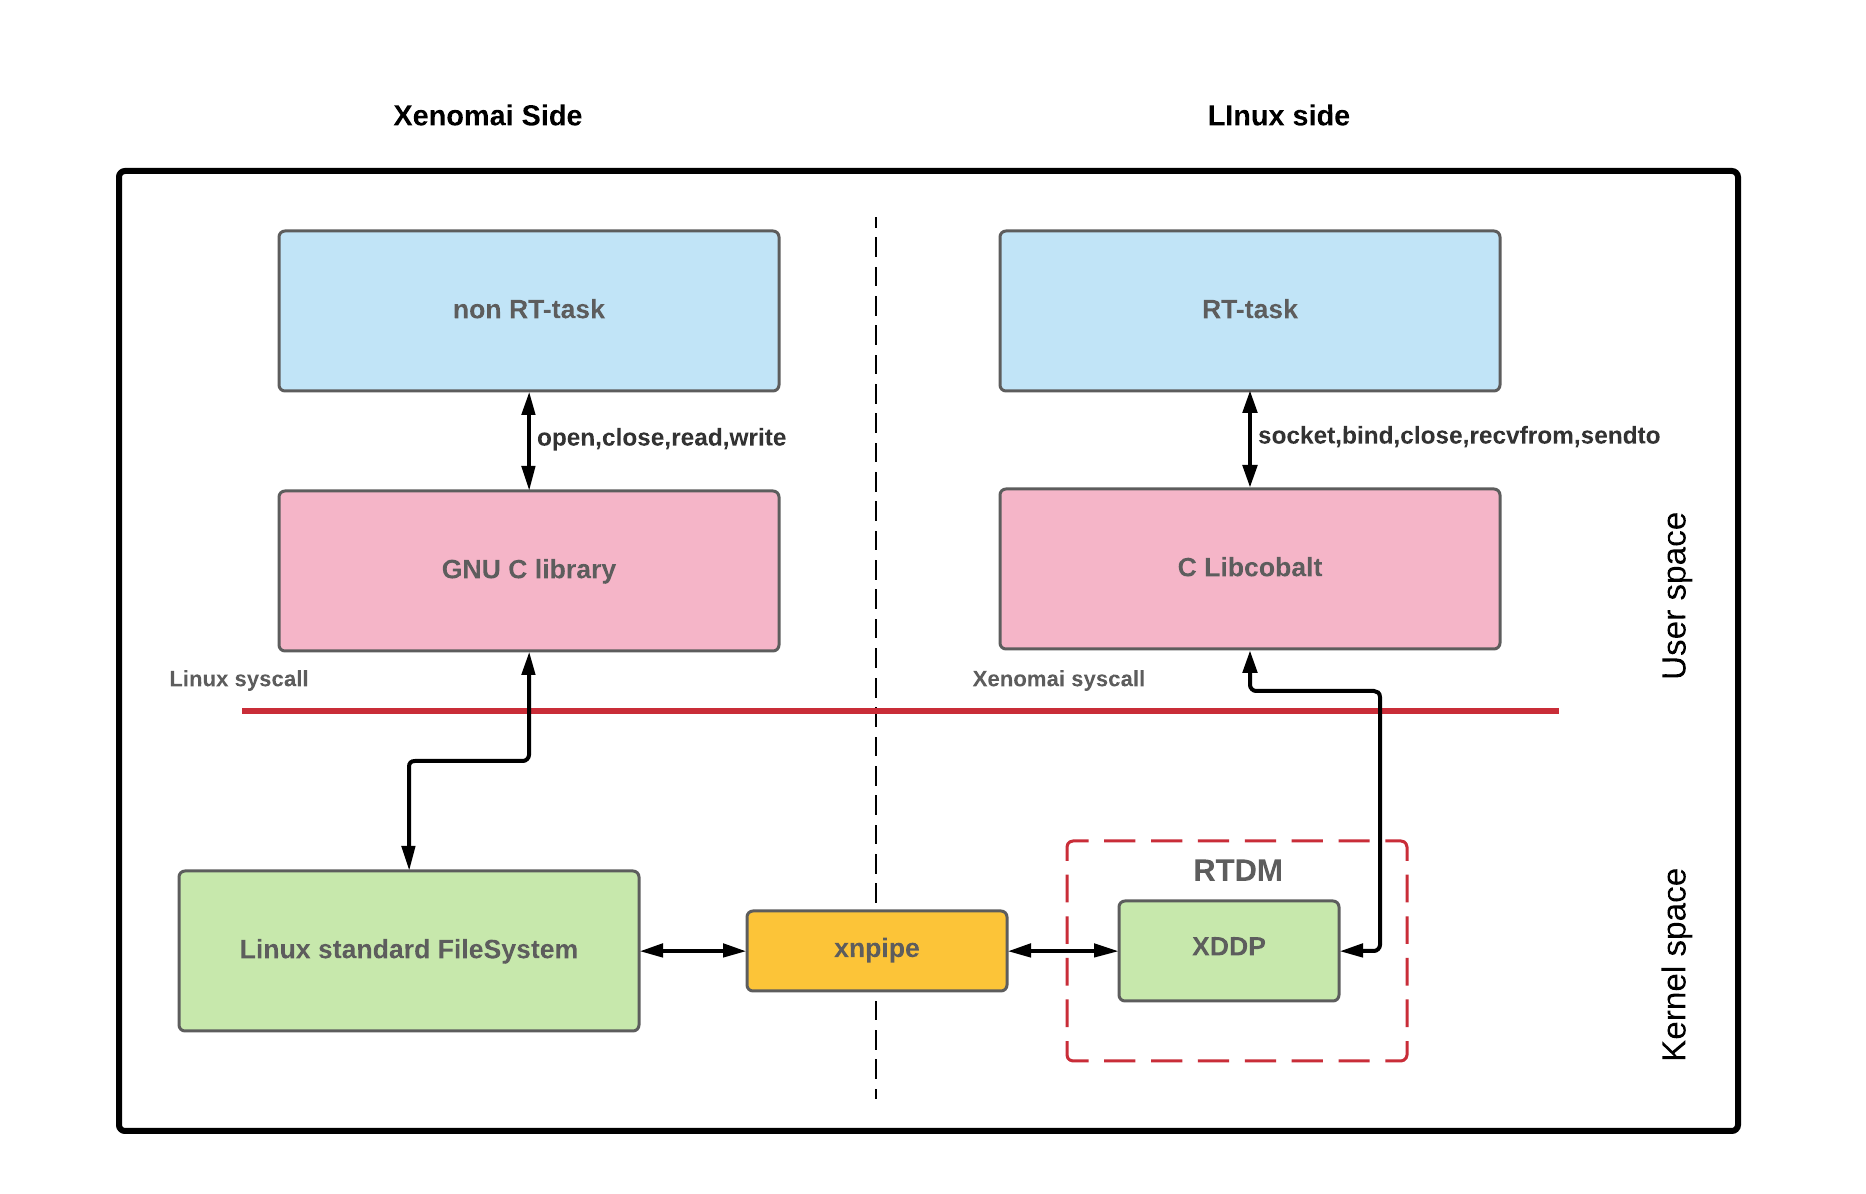 Xenomai Side
LInux side
non RT-task
RT-task
open,close,read,write
socket,bind,close,recvfrom,sendto
GNU C library
C Libcobalt
User space
Linux syscall
Xenomai syscall
RTDM
Linux standard FileSystem
xnpipe
XDDP
Kernel space